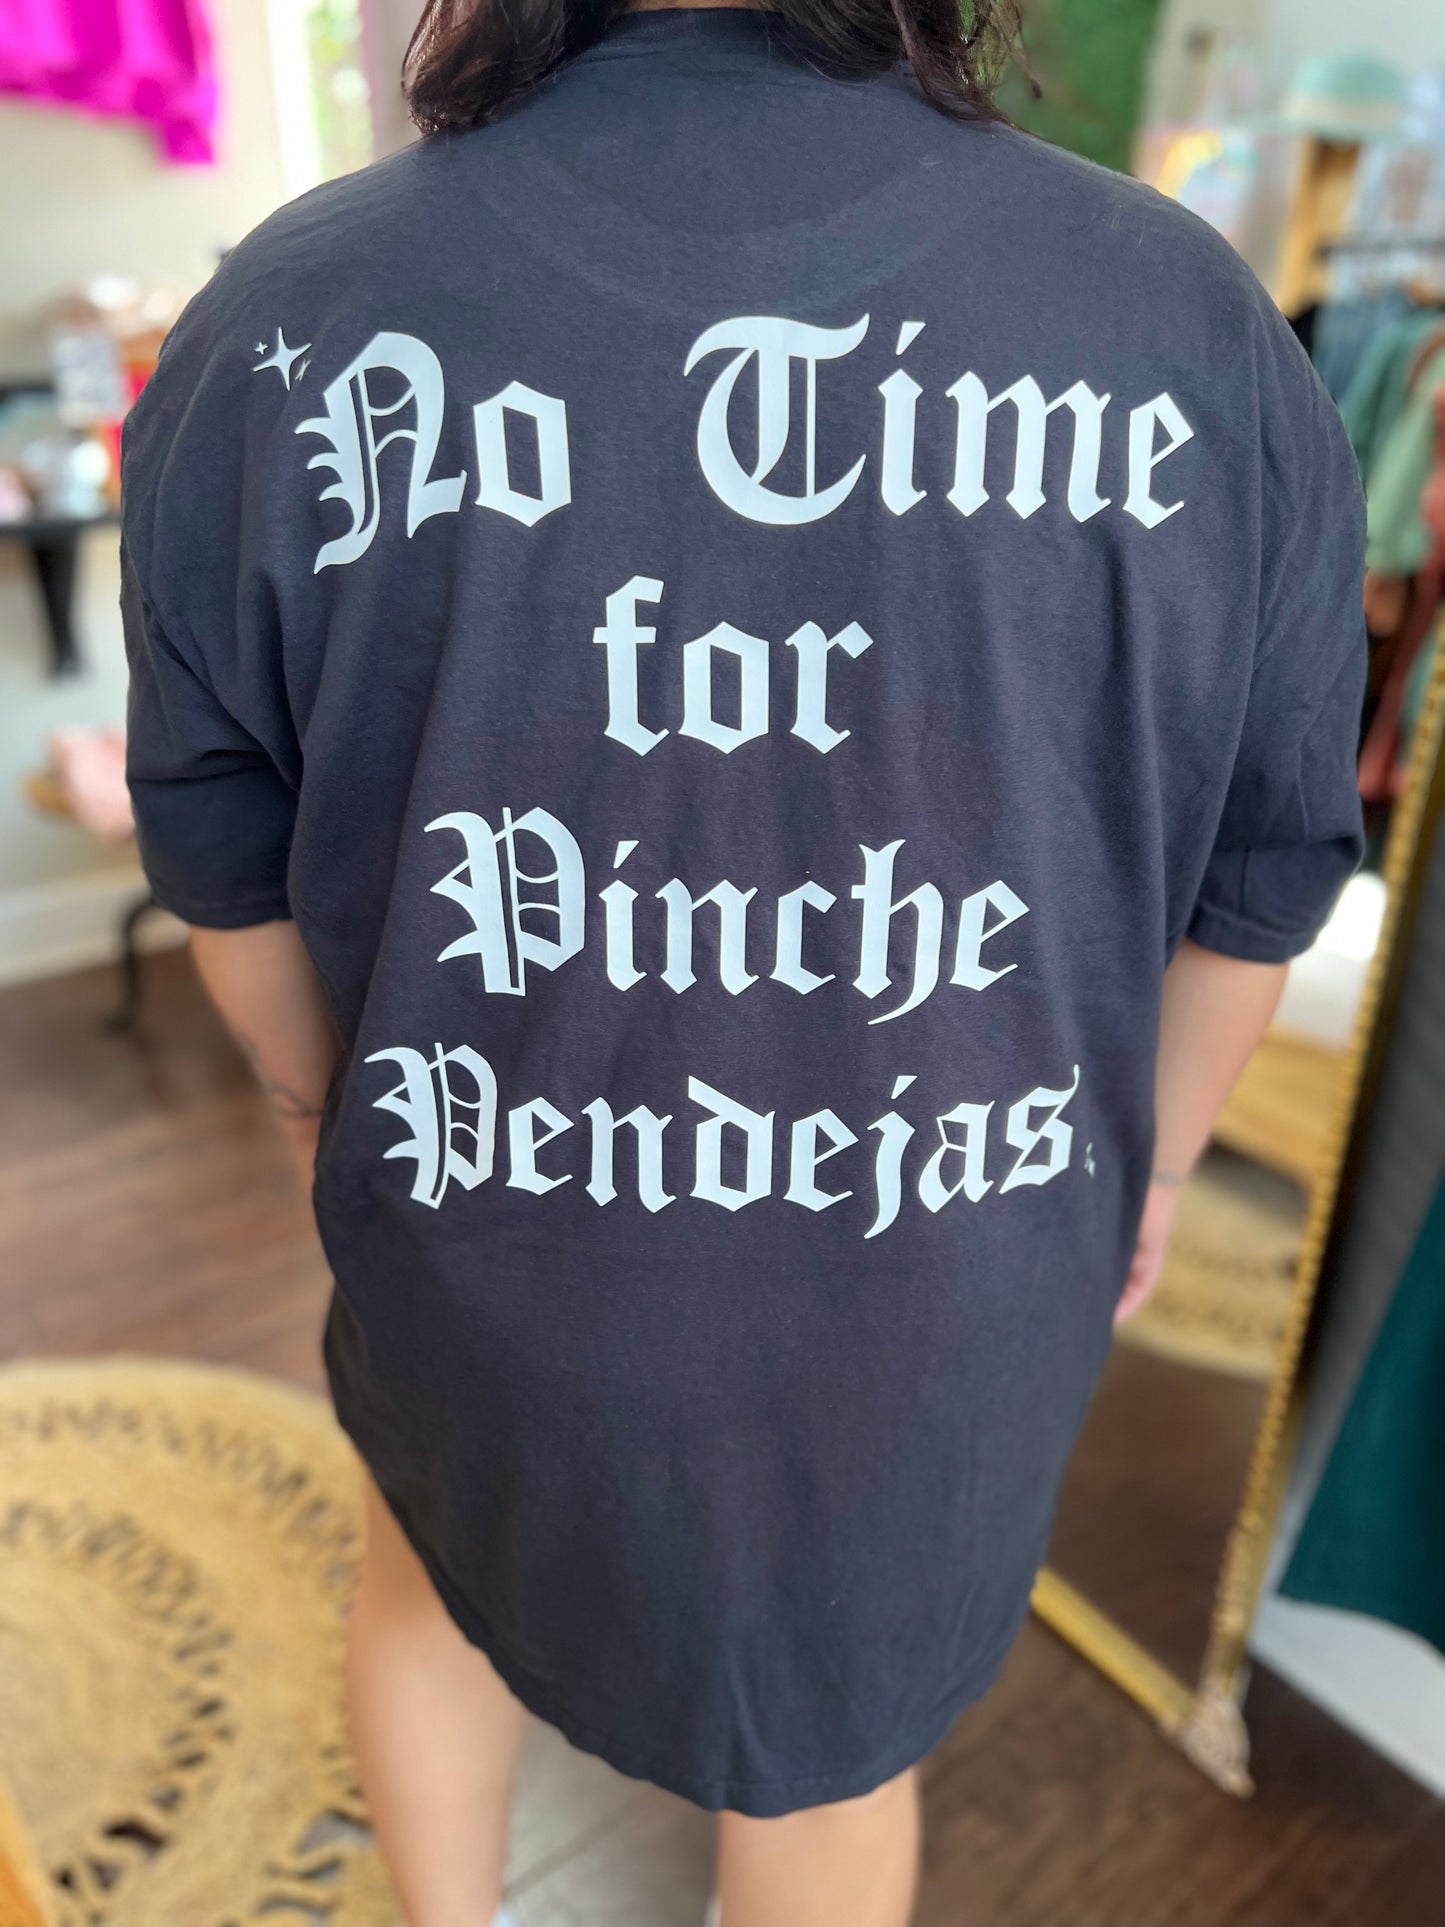 No Time
for
Pinche
Pendejas